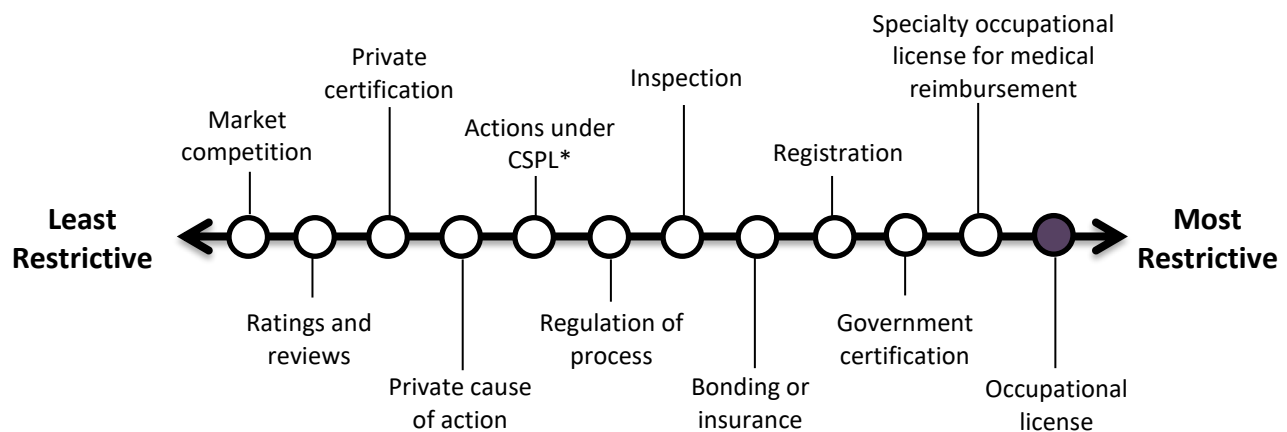 Specialty occupational
license for medical
reimbursement
Private
certification
Inspection
Market
competition
Actions under
CSPL*
Registration
Least
Restrictive
Most
Restrictive
Ratings and
reviews
Regulation of
process
Government
certification
Private cause
of action
Bonding or
insurance
Occupational
license